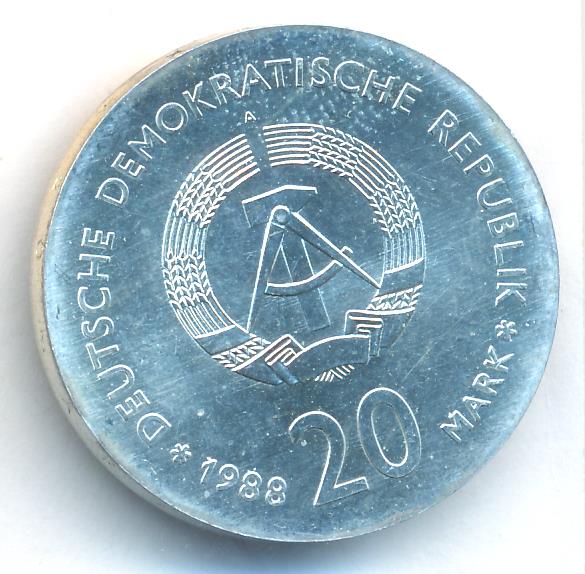 DEUTSCHE DEMOKRATISCHE REPUBLIK
A
* 1988 20 MARK *